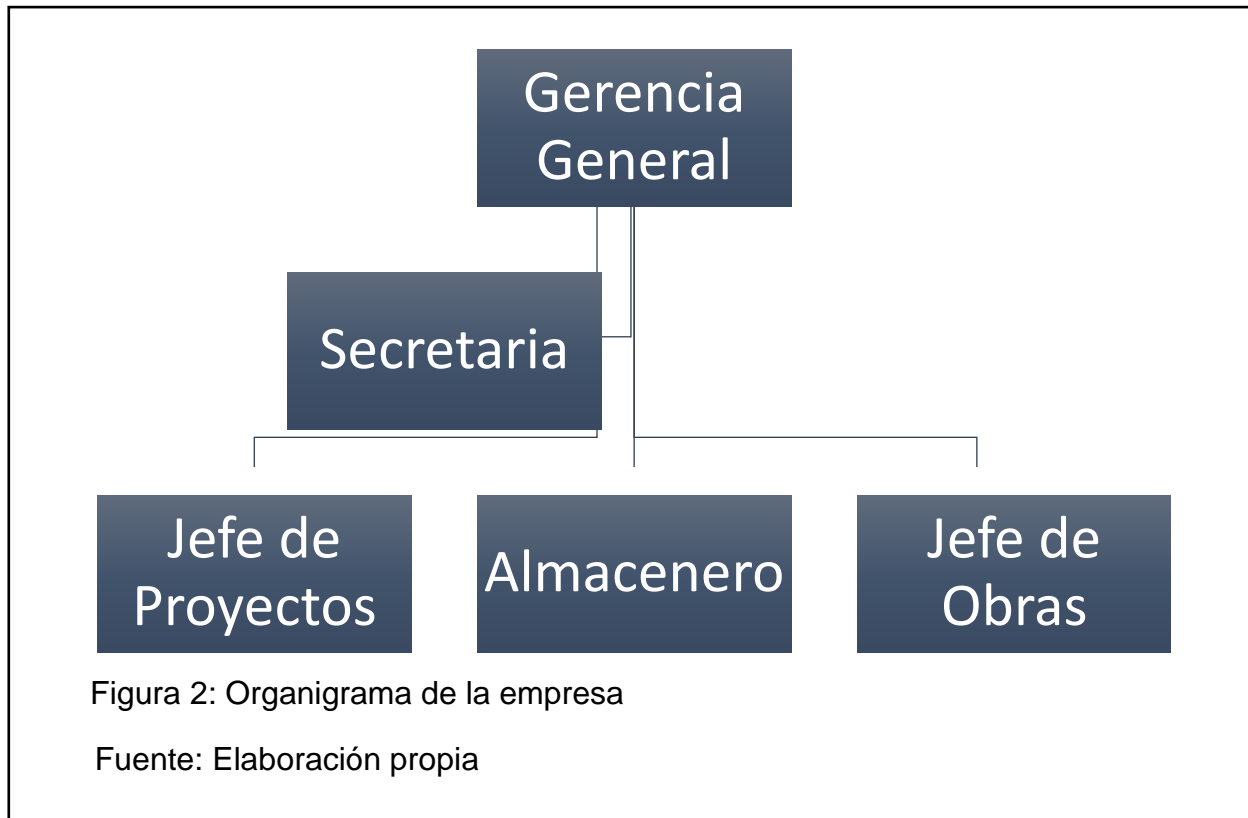 Gerencia
General
Secretaria
Jefe de
Proyectos
Almacenero
Jefe de
Obras
Figura 2: Organigrama de la empresa
Fuente: Elaboración propia